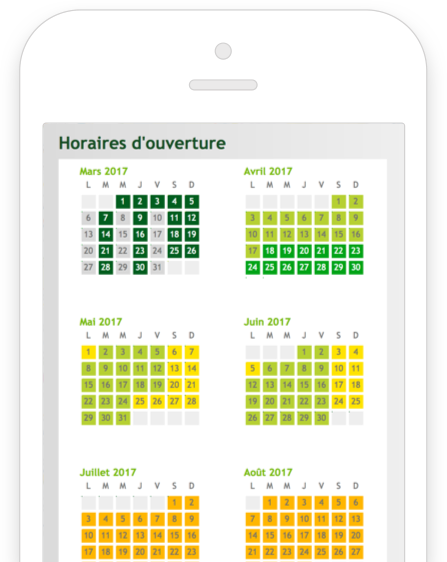 Horaires d'ouverture
Mars 2017
L M M J V S D
1 2 3 4 5
6 7 8 9 10 11 12
13 14 15 16 17 18 19
20 21 22 23 24 25 26
27 28 29 30 31
Avril 2017
L M M J V S D
1 2
3 4 5 6 7 8 9
10 11 12 13 14 15 16
17 18 19 20 21 22 23
24 25 26 27 28 29 30
Mai 2017
L M M J V S D
1 2 3 4 5 6 7
8 9 10 11 12 13 14
15 16 17 18 19 20 21
22 23 24 25 26 27 28
29 30 31
Juin 2017
L M M J V S D
1 2 3 4
5 6 7 8 9 10 11
12 13 14 15 16 17 18
19 20 21 22 23 24 25
26 27 28 29 30
Juillet 2017
L M M J V S D
1 2
3 4 5 6 7 8 9
10 11 12 13 14 15 16
17 18 19 20 21 22 23
Août 2017
L M M J V S D
1 2 3 4 5 6
7 8 9 10 11 12 13
14 15 16 17 18 19 20
21 22 23 24 25 26 27